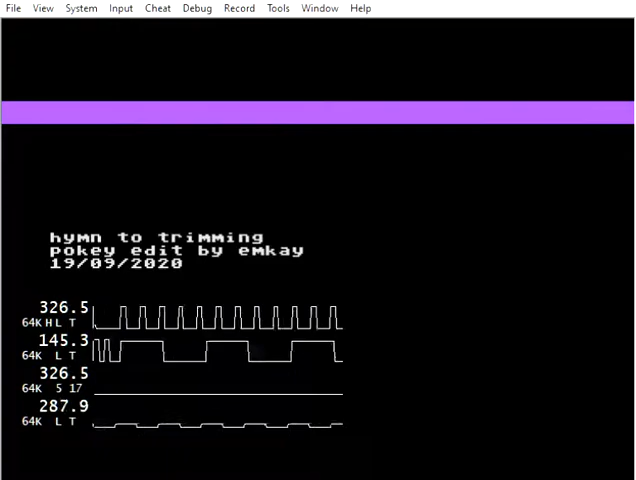 File View System Input Cheat Debug Record Tools Window Help
hymn to trimming
pokey edit by emkay
19/09/2020
326.5
64K H L T
145.3
64K L T
326.5
64K 5 17
287.9
64K L T